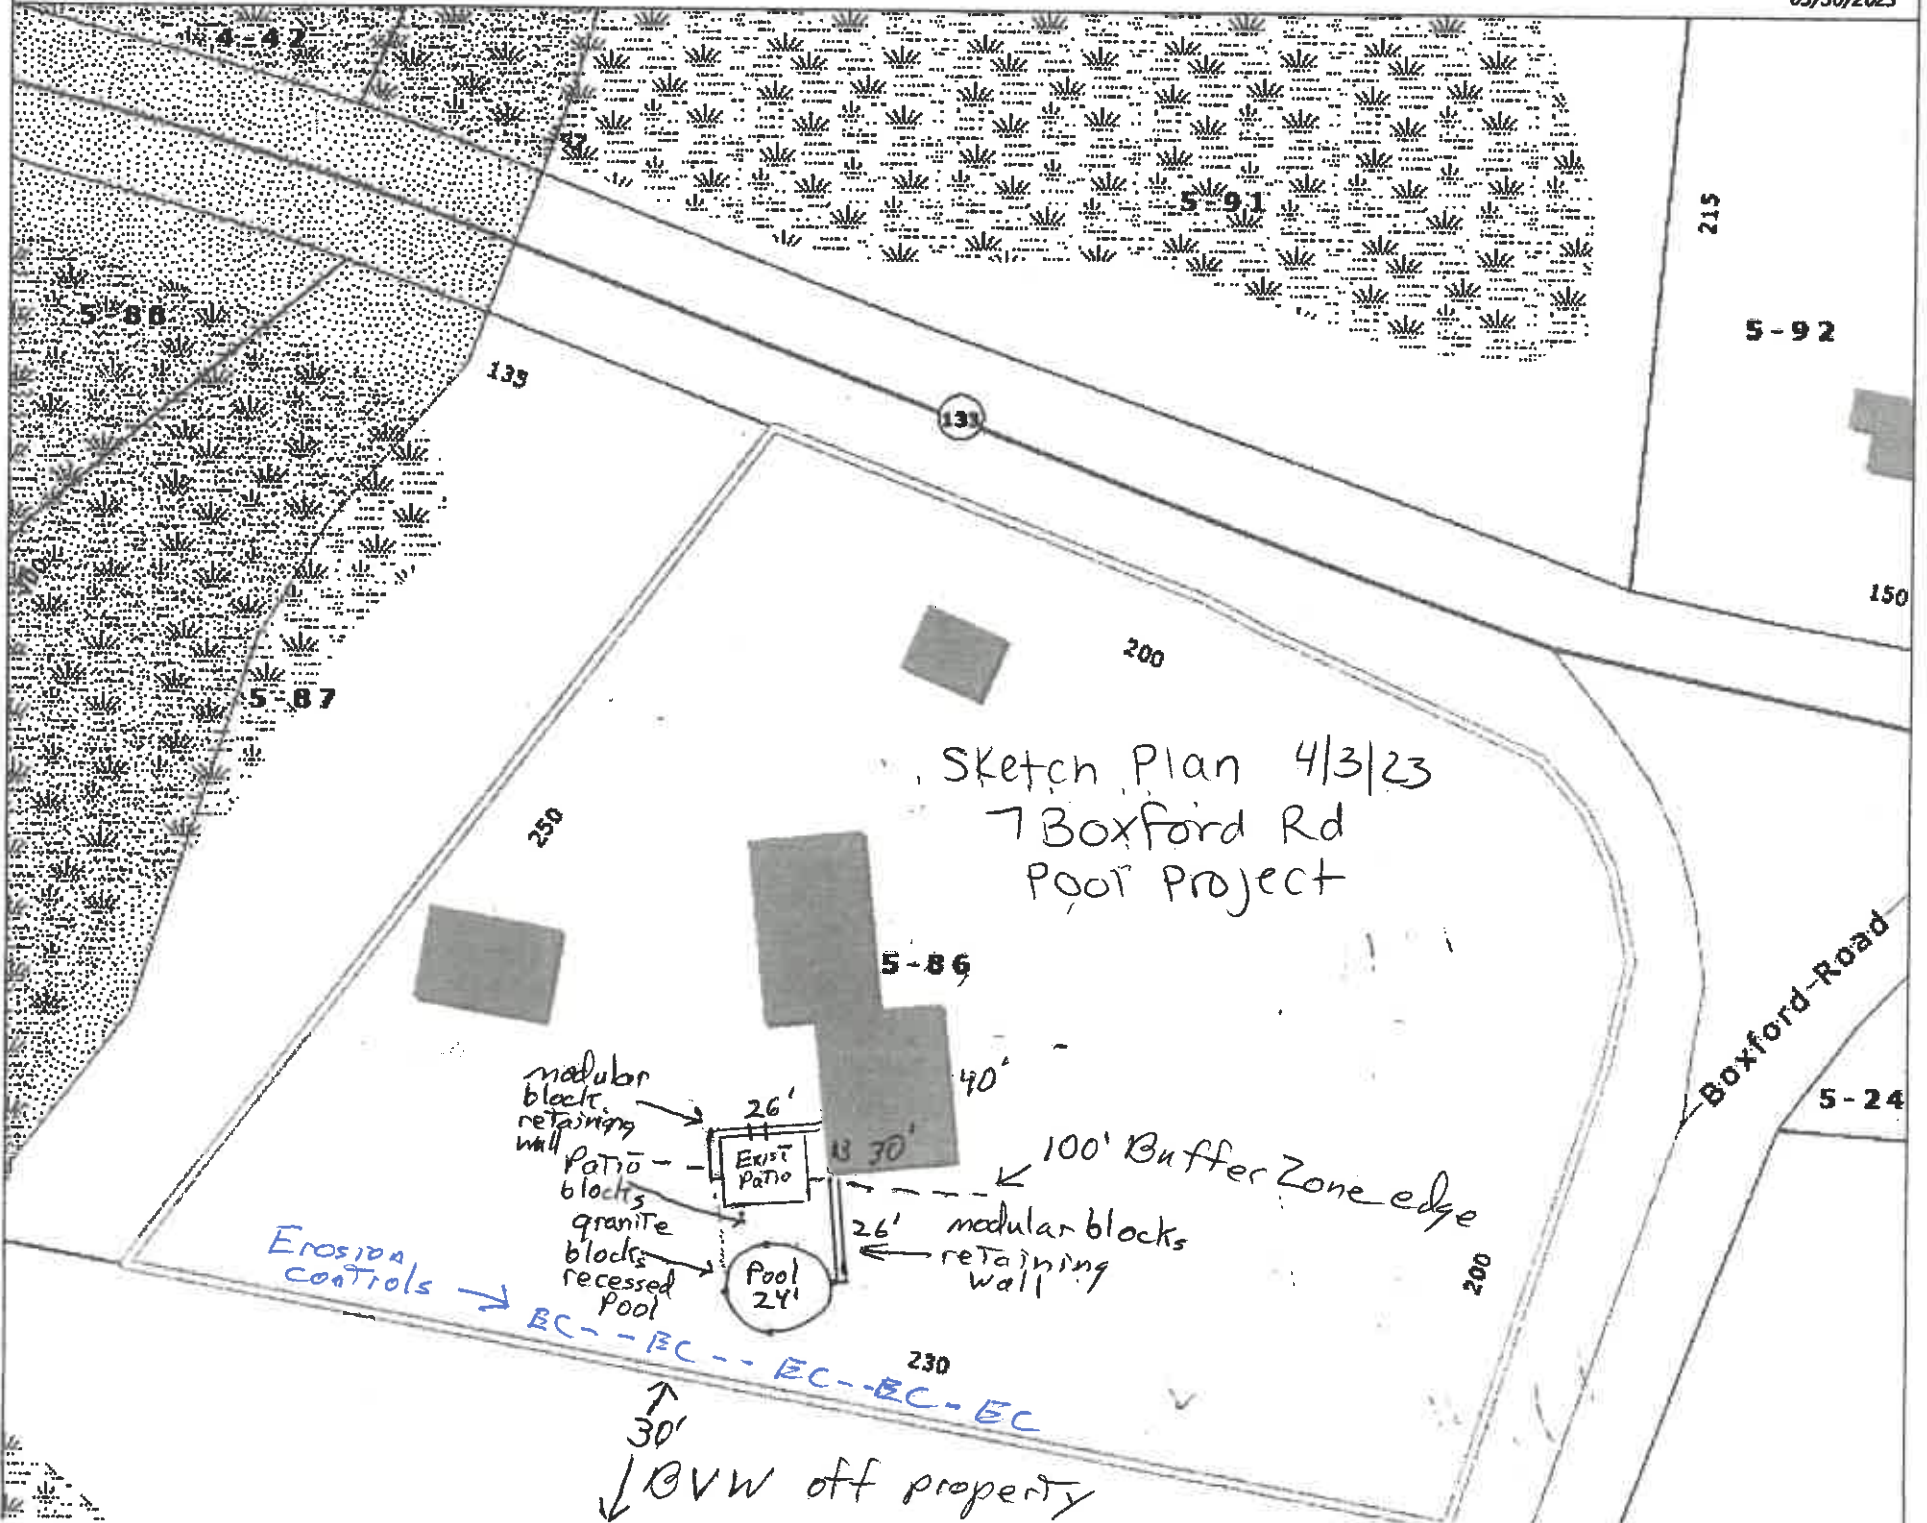 4-42
5-91
215
5-88
5-92
135
133
150
200
5-87
Sketch Plan 4/3/23
7 Boxford Rd
Pool Project
250
5-86
Boxford Road
5-24
40'
modular
block
retaining
wall
26'
Exist
Patio
30'
100' Buffer Zone edge
Patio
blocks
granite
blocks
recessed
Pool
26'
modular blocks
retaining
wall
Pool
24'
200
Erosion
controls
EC--EC--EC--EC-EC
230
30'
BVW off property